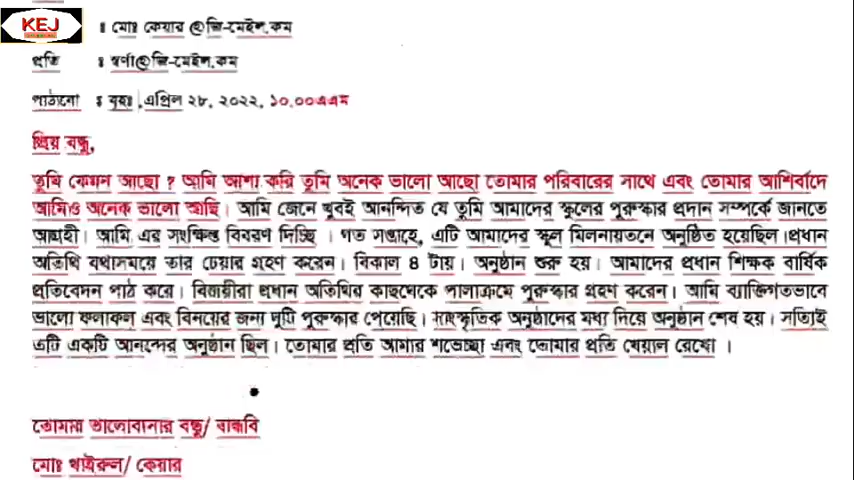 KEJ
: মোঃ কেয়ার @জি-মেইল.কম
প্রতি : স্বর্ণা@জি-মেইল.কম
পাঠানো : বৃহঃ ,এপ্রিল ২৮, ২০২২, ১০.০০এএম
প্রিয় বন্ধু,
তুমি কেমন আছো ? আমি আশা করি তুমি অনেক ভালো আছো তোমার পরিবারের সাথে এবং তোমার আশির্বাদে
আমিও অনেক ভালো আছি। আমি জেনে খুবই আনন্দিত যে তুমি আমাদের স্কুলের পুরুস্কার প্রদান সম্পর্কে জানতে
আগ্রহী। আমি এর সংক্ষিপ্ত বিবরণ দিচ্ছি । গত সপ্তাহে, এটি আমাদের স্কুল মিলনায়তনে অনুষ্ঠিত হয়েছিল।প্রধান
অতিথি যথাসময়ে তার চেয়ার গ্রহণ করেন। বিকাল ৪ টায়। অনুষ্ঠান শুরু হয়। আমাদের প্রধান শিক্ষক বার্ষিক
প্রতিবেদন পাঠ করে। বিজয়ীরা প্রধান অতিথির কাছথেকে পালাক্রমে পুরুস্কার গ্রহণ করেন। আমি ব্যাক্তিগতভাবে
ভালো ফলাফল এবং বিনয়ের জন্য দুটি পুরুস্কার পেয়েছি। সাংস্কৃতিক অনুষ্ঠাদের মধ্য দিয়ে অনুষ্ঠান শেষ হয়। সত্যিই
এটি একটি আনন্দের অনুষ্ঠান ছিল। তোমার প্রতি আমার শুভেচ্ছা এবং তোমার প্রতি খেয়াল রেখো ।
তোমার ভালোবাসার বন্ধু/ বান্ধবি
মোঃ খাইরুল/ কেয়ার